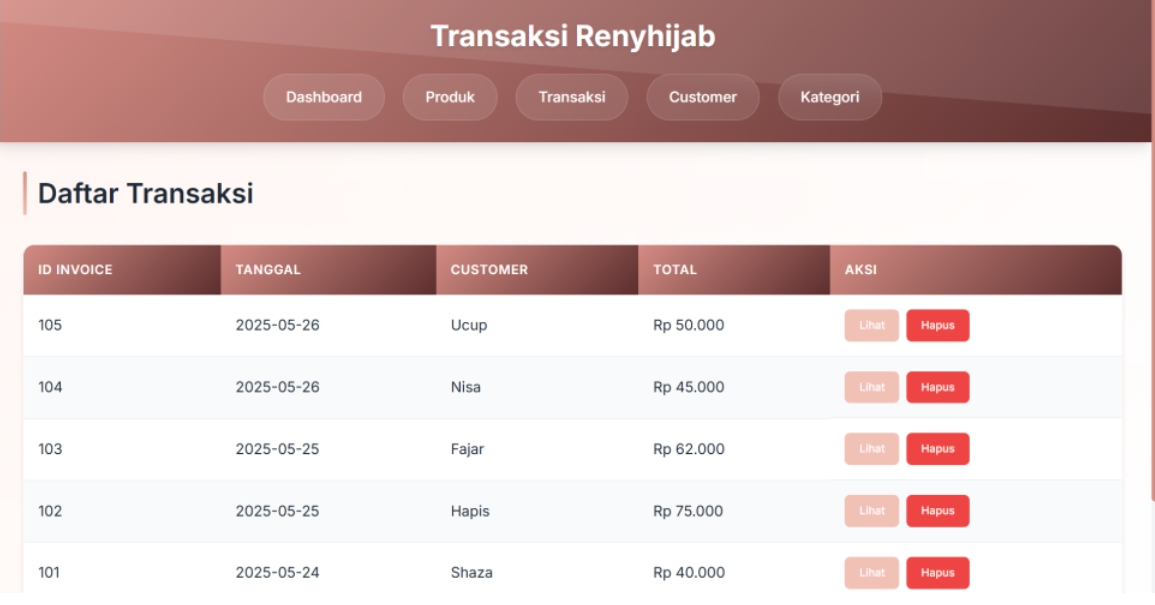 Transaksi Renyhijab
Dashboard Produk Transaksi Customer Kategori
Daftar Transaksi
ID INVOICE TANGGAL CUSTOMER TOTAL AKSI
105 2025-05-26 Ucup Rp 50.000 Lihat Hapus
104 2025-05-26 Nisa Rp 45.000 Lihat Hapus
103 2025-05-25 Fajar Rp 62.000 Lihat Hapus
102 2025-05-25 Hapis Rp 75.000 Lihat Hapus
101 2025-05-24 Shaza Rp 40.000 Lihat Hapus